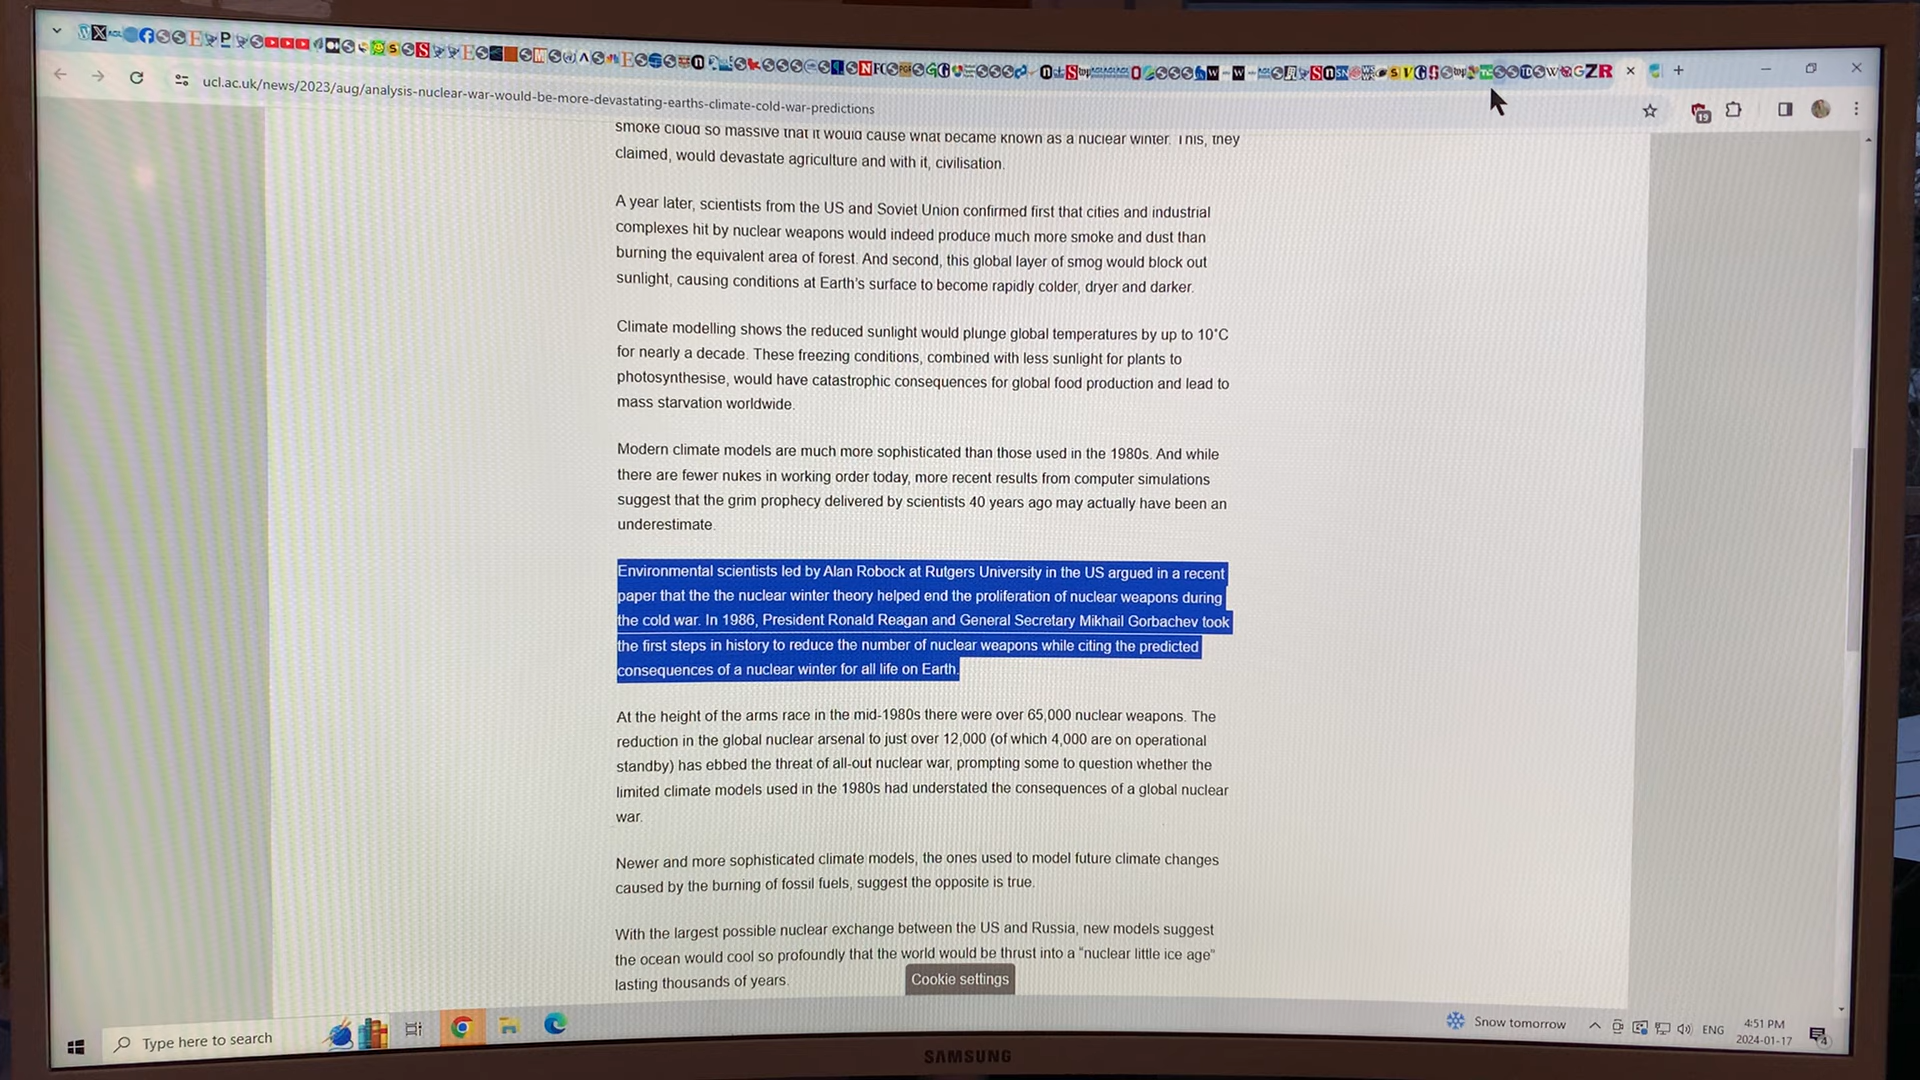 ucl.ac.uk/news/2023/aug/analysis-nuclear-war-would-be-more-devastating-earths-climate-cold-war-predictions
19
smoke cloud so massive that it would cause what became known as a nuclear winter. This, they
claimed, would devastate agriculture and with it, civilisation.
A year later, scientists from the US and Soviet Union confirmed first that cities and industrial
complexes hit by nuclear weapons would indeed produce much more smoke and dust than
burning the equivalent area of forest. And second, this global layer of smog would block out
sunlight, causing conditions at Earth's surface to become rapidly colder, dryer and darker.
Climate modelling shows the reduced sunlight would plunge global temperatures by up to 10˚C
for nearly a decade. These freezing conditions, combined with less sunlight for plants to
photosynthesise, would have catastrophic consequences for global food production and lead to
mass starvation worldwide.
Modern climate models are much more sophisticated than those used in the 1980s. And while
there are fewer nukes in working order today, more recent results from computer simulations
suggest that the grim prophecy delivered by scientists 40 years ago may actually have been an
underestimate.
Environmental scientists led by Alan Robock at Rutgers University in the US argued in a recent
paper that the the nuclear winter theory helped end the proliferation of nuclear weapons during
the cold war. In 1986, President Ronald Reagan and General Secretary Mikhail Gorbachev took
the first steps in history to reduce the number of nuclear weapons while citing the predicted
consequences of a nuclear winter for all life on Earth.
At the height of the arms race in the mid-1980s there were over 65,000 nuclear weapons. The
reduction in the global nuclear arsenal to just over 12,000 (of which 4,000 are on operational
standby) has ebbed the threat of all-out nuclear war, prompting some to question whether the
limited climate models used in the 1980s had understated the consequences of a global nuclear
war.
Newer and more sophisticated climate models, the ones used to model future climate changes
caused by the burning of fossil fuels, suggest the opposite is true.
With the largest possible nuclear exchange between the US and Russia, new models suggest
the ocean would cool so profoundly that the world would be thrust into a "nuclear little ice age"
lasting thousands of years.
Cookie settings
Type here to search
Snow tomorrow
ENG
4:51 PM
2024-01-17
4
SAMSUNG